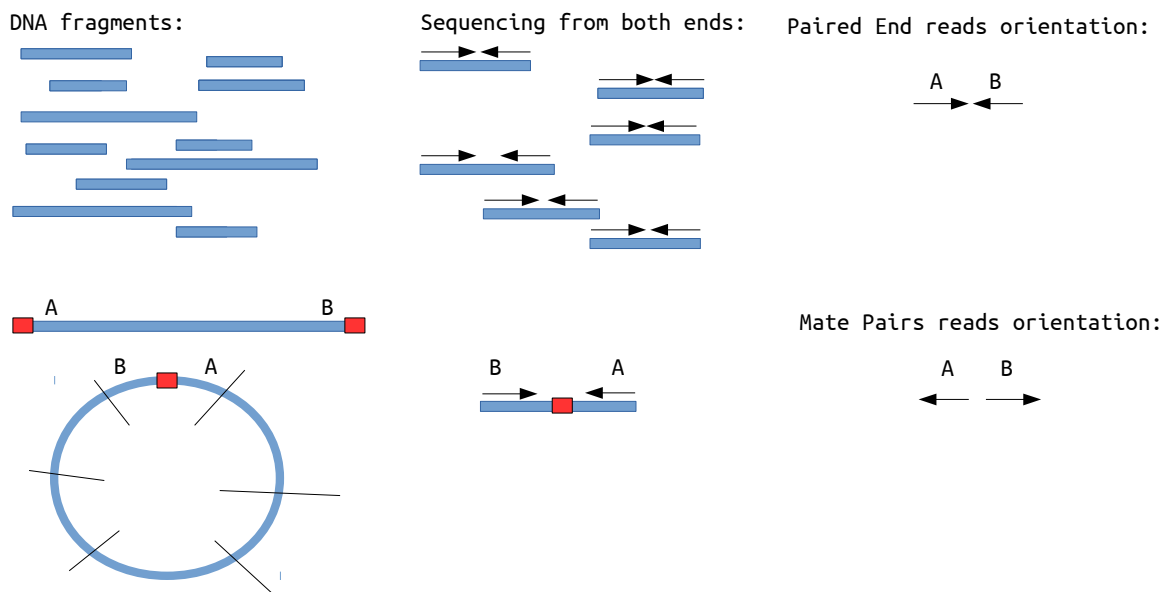 DNA fragments:
Sequencing from both ends:
Paired End reads orientation:
A B
A B
Mate Pairs reads orientation:
B A
B A
A B